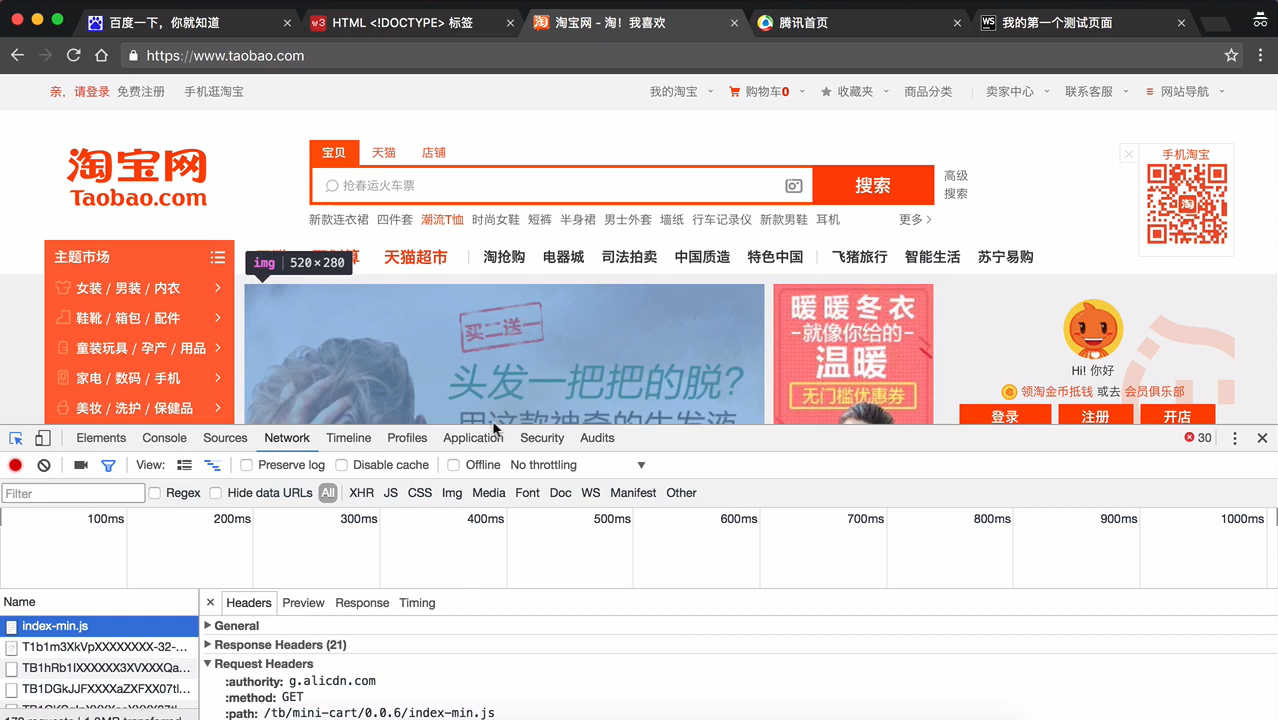 百度一下，你就知道
HTML <!DOCTYPE> 标签
淘宝网 - 淘！我喜欢
腾讯首页
我的第一个测试页面
https://www.taobao.com
亲，请登录 免费注册 手机逛淘宝
我的淘宝 购物车0 收藏夹 商品分类 卖家中心 联系客服 网站导航
淘宝网
Taobao.com
宝贝 天猫 店铺
抢春运火车票
搜索
高级
搜索
新款连衣裙 四件套 潮流T恤 时尚女鞋 短裤 半身裙 男士外套 墙纸 行车记录仪 新款男鞋 耳机 更多
手机淘宝
淘
主题市场
天猫超市 淘抢购 电器城 司法拍卖 中国质造 特色中国 飞猪旅行 智能生活 苏宁易购
img 520×280
女装 / 男装 / 内衣
鞋靴 / 箱包 / 配件
童装玩具 / 孕产 / 用品
家电 / 数码 / 手机
美妆 / 洗护 / 保健品
买二送一
头发一把把的脱？
用这款神奇的生发液
暖暖冬衣
就像你给的
温暖
无门槛优惠券
Hi! 你好
领淘金币抵钱 或去 会员俱乐部
登录 注册 开店
Elements Console Sources Network Timeline Profiles Application Security Audits 30
View: Preserve log Disable cache Offline No throttling
Filter Regex Hide data URLs All XHR JS CSS Img Media Font Doc WS Manifest Other
100ms 200ms 300ms 400ms 500ms 600ms 700ms 800ms 900ms 1000ms
Name
index-min.js
T1b1m3XkVpXXXXXXXX-32-...
TB1hRb1IXXXXXX3XVXXXQa...
TB1DGkJJFXXXXaZXFXX07tl...
Headers Preview Response Timing
General
Response Headers (21)
Request Headers
:authority: g.alicdn.com
:method: GET
:path: /tb/mini-cart/0.0.6/index-min.js